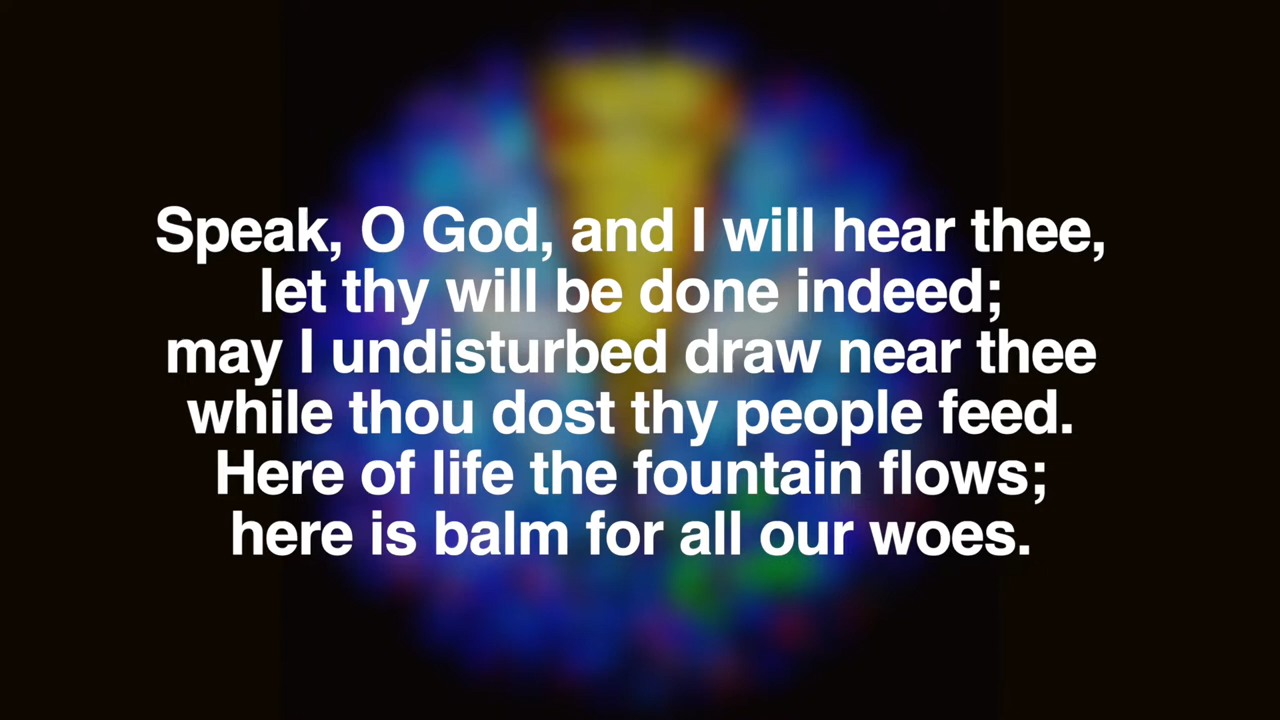 Speak, O God, and I will hear thee,
let thy will be done indeed;
may I undisturbed draw near thee
while thou dost thy people feed.
Here of life the fountain flows;
here is balm for all our woes.